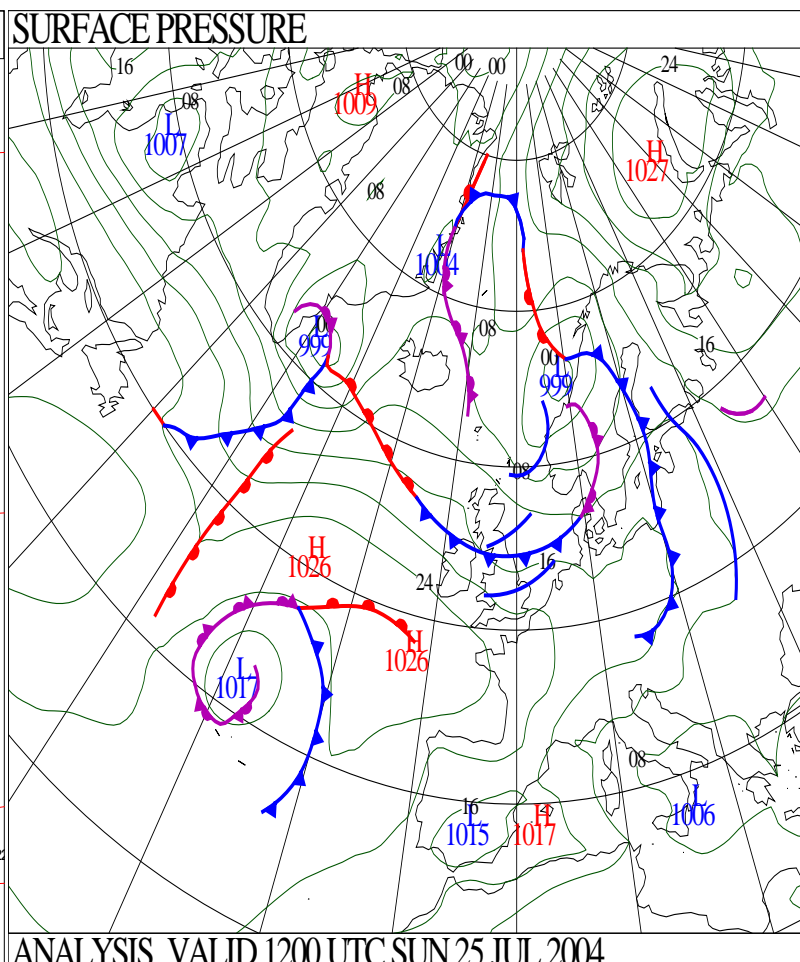 SURFACE PRESSURE
16
00
00
24
H
1009
08
08
L
1007
H
1027
08
L
1004
08
L
999
16
00
L
999
08
H
1026
16
24
H
1026
L
1017
08
16
L
1015
H
1017
L
1006
ANALYSIS VALID 1200 UTC SUN 25 JUL 2004